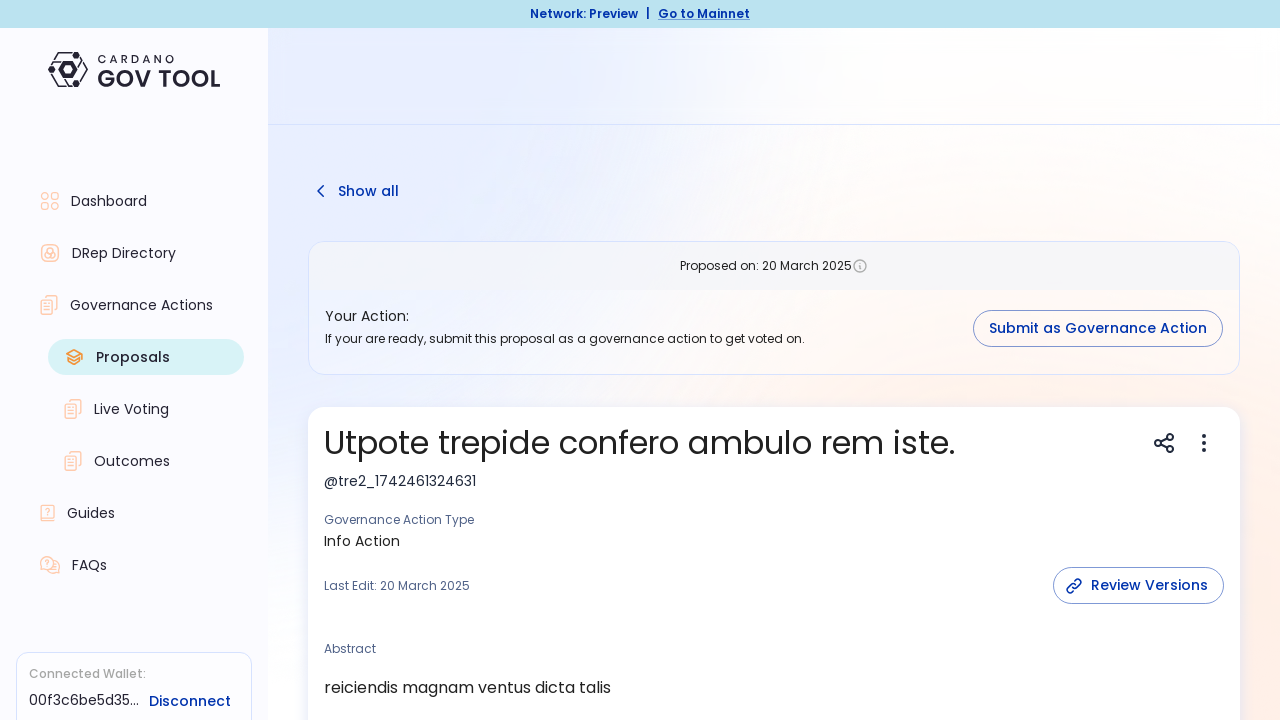 Network: Preview | Go to Mainnet
CARDANO
GOV TOOL
Dashboard
DRep Directory
Governance Actions
Proposals
Live Voting
Outcomes
Guides
FAQs
Connected Wallet:
00f3c6be5d35... Disconnect
Show all
Proposed on: 20 March 2025
Your Action:
If your are ready, submit this proposal as a governance action to get voted on.
Submit as Governance Action
Utpote trepide confero ambulo rem iste.
@tre2_1742461324631
Governance Action Type
Info Action
Last Edit: 20 March 2025
Review Versions
Abstract
reiciendis magnam ventus dicta talis